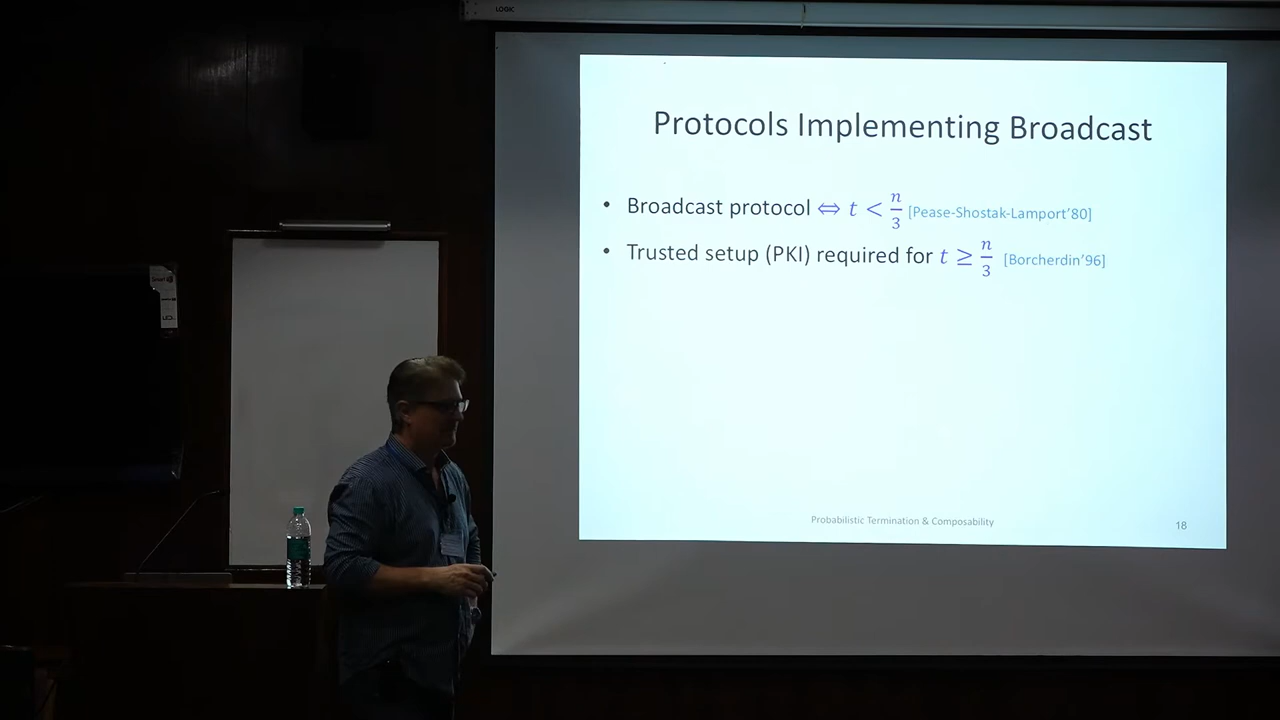 LOGIC
Protocols Implementing Broadcast
• Broadcast protocol ⇔ t < n/3 [Pease-Shostak-Lamport’80]
• Trusted setup (PKI) required for t ≥ n/3 [Borcherdin’96]
Probabilistic Termination & Composability
18